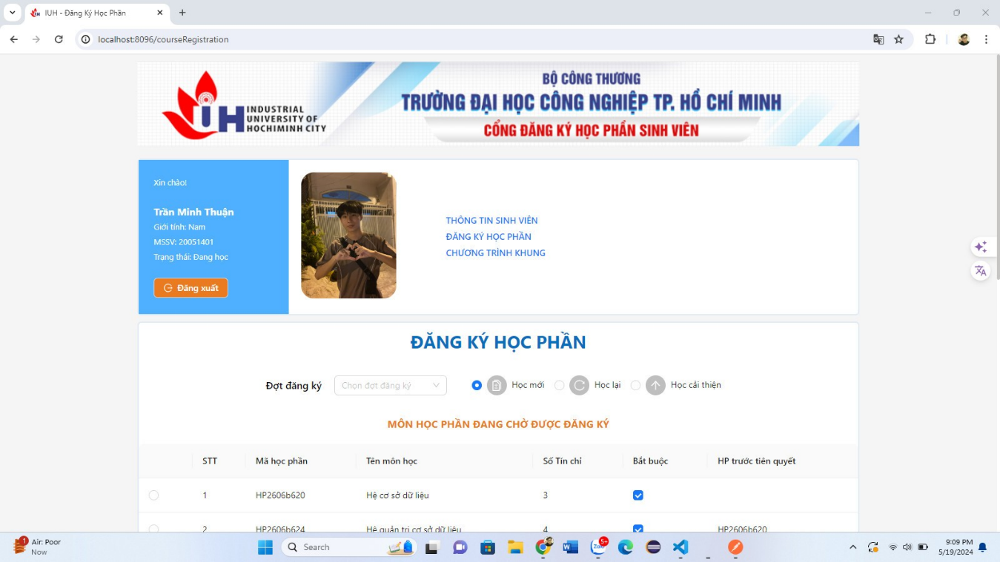 IUH - Đăng Ký Học Phần
localhost:8096/courseRegistration
BỘ CÔNG THƯƠNG
TRƯỜNG ĐẠI HỌC CÔNG NGHIỆP TP. HỒ CHÍ MINH
CỔNG ĐĂNG KÝ HỌC PHẦN SINH VIÊN
IUH
INDUSTRIAL
UNIVERSITY OF
HOCHIMINH CITY
Xin chào!
Trần Minh Thuận
Giới tính: Nam
MSSV: 20051401
Trạng thái: Đang học
Đăng xuất
THÔNG TIN SINH VIÊN
ĐĂNG KÝ HỌC PHẦN
CHƯƠNG TRÌNH KHUNG
ĐĂNG KÝ HỌC PHẦN
Đợt đăng ký Chọn đợt đăng ký Học mới Học lại Học cải thiện
MÔN HỌC PHẦN ĐANG CHỜ ĐƯỢC ĐĂNG KÝ
STT Mã học phần Tên môn học Số Tín chỉ Bắt buộc HP trước tiên quyết
1 HP2606b620 Hệ cơ sở dữ liệu 3
2 HP2606b624 Hệ quản trị cơ sở dữ liệu 4 HP2606b620
1 Air: Poor
Now
Search
Zalo 5+
9:09 PM
5/19/2024